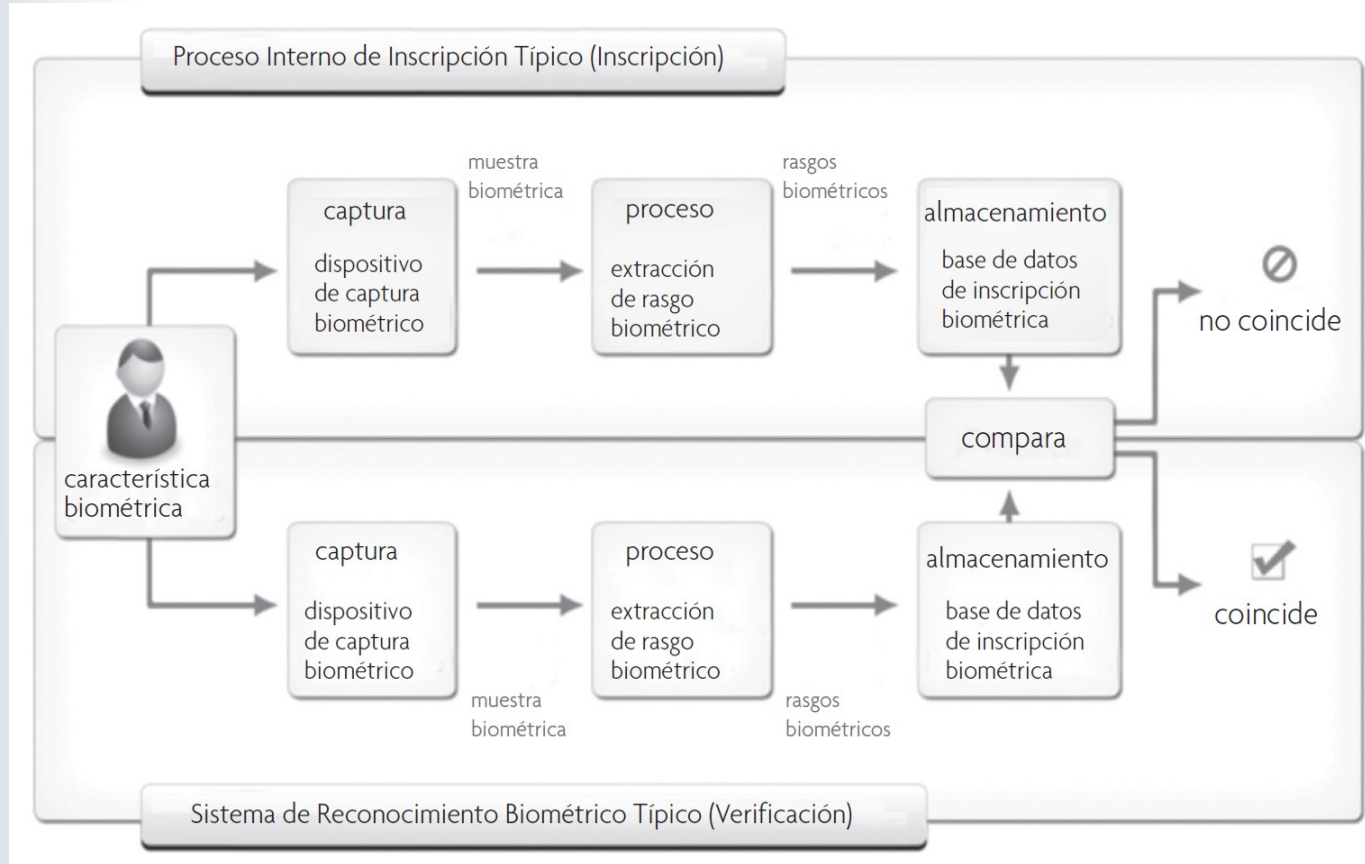 Proceso Interno de Inscripción Típico (Inscripción)
muestra
biométrica
rasgos
biométricos
captura
dispositivo
de captura
biométrico
proceso
extracción
de rasgo
biométrico
almacenamiento
base de datos
de inscripción
biométrica
no coincide
característica
biométrica
compara
captura
dispositivo
de captura
biométrico
proceso
extracción
de rasgo
biométrico
almacenamiento
base de datos
de inscripción
biométrica
coincide
muestra
biométrica
rasgos
biométricos
Sistema de Reconocimiento Biométrico Típico (Verificación)